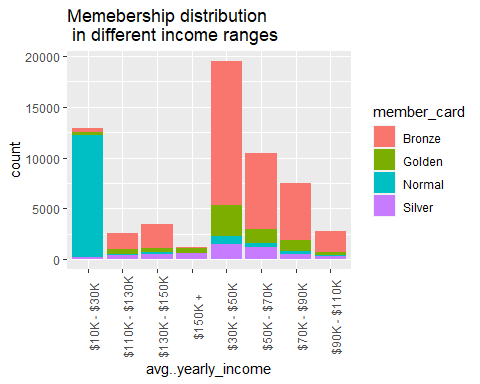 Memebership distribution
in different income ranges
20000
15000
10000
5000
0
count
$10K - $30K
$110K - $130K
$130K - $150K
$150K +
$30K - $50K
$50K - $70K
$70K - $90K
$90K - $110K
avg..yearly_income
member_card
Bronze
Golden
Normal
Silver